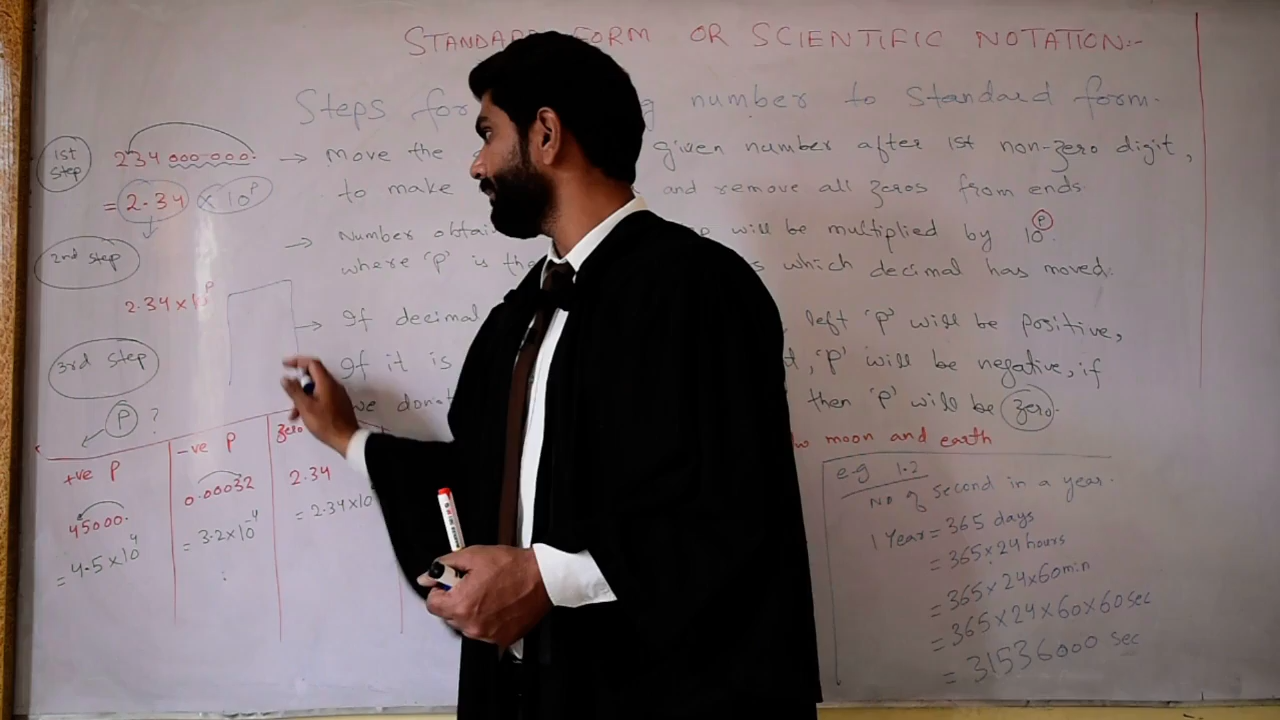 STANDARD FORM OR SCIENTIFIC NOTATION:-
Steps for g number to Standard form.
1st step
234 000 000. → Move the given number after 1st non-zero digit,
= 2.34 × 10^p
to make and remove all zeros from ends.
→ Number will be multiplied by 10^p.
2nd step
where 'p' is the which decimal has moved.
2.34 × 10^p
→ If decimal left 'p' will be positive,
3rd step
If it is 'p' will be negative, if
we donot then 'p' will be zero.
P ?
moon and earth
+ve P
-ve P
zero
45000.
= 4.5×10^4
0.00032
= 3.2×10^-4
2.34
= 2.34×10
e.g 1.2
No of second in a year.
1 Year = 365 days
= 365×24 hours
= 365×24×60 min
= 365×24×60×60 sec
= 31536000 sec